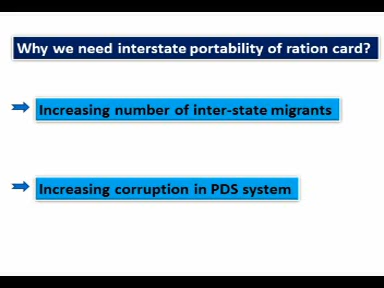 Why we need interstate portability of ration card?
Increasing number of inter-state migrants
Increasing corruption in PDS system